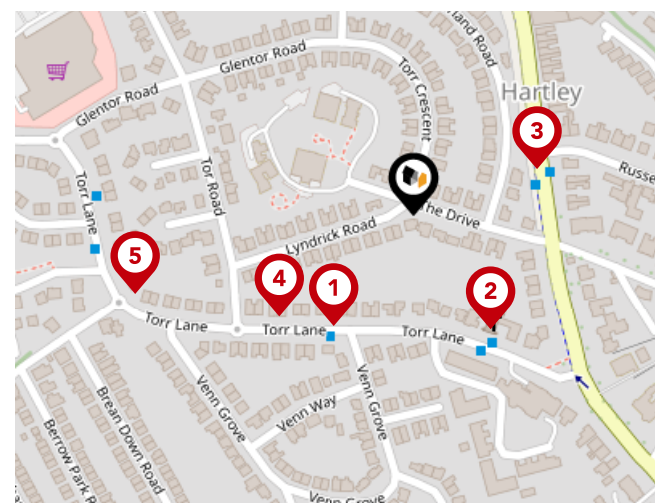 Glentor Road
Torr Crescent
land Road
Hartley
Glentor Road
3
Torr Lane
Tor Road
Russe
The Drive
Lyndrick Road
5
4
1
2
Torr Lane
Torr Lane
Torr Lane
Venn Grove
Venn Way
Venn Grove
Brean Down Road
Berrow Park R
Venn Grove